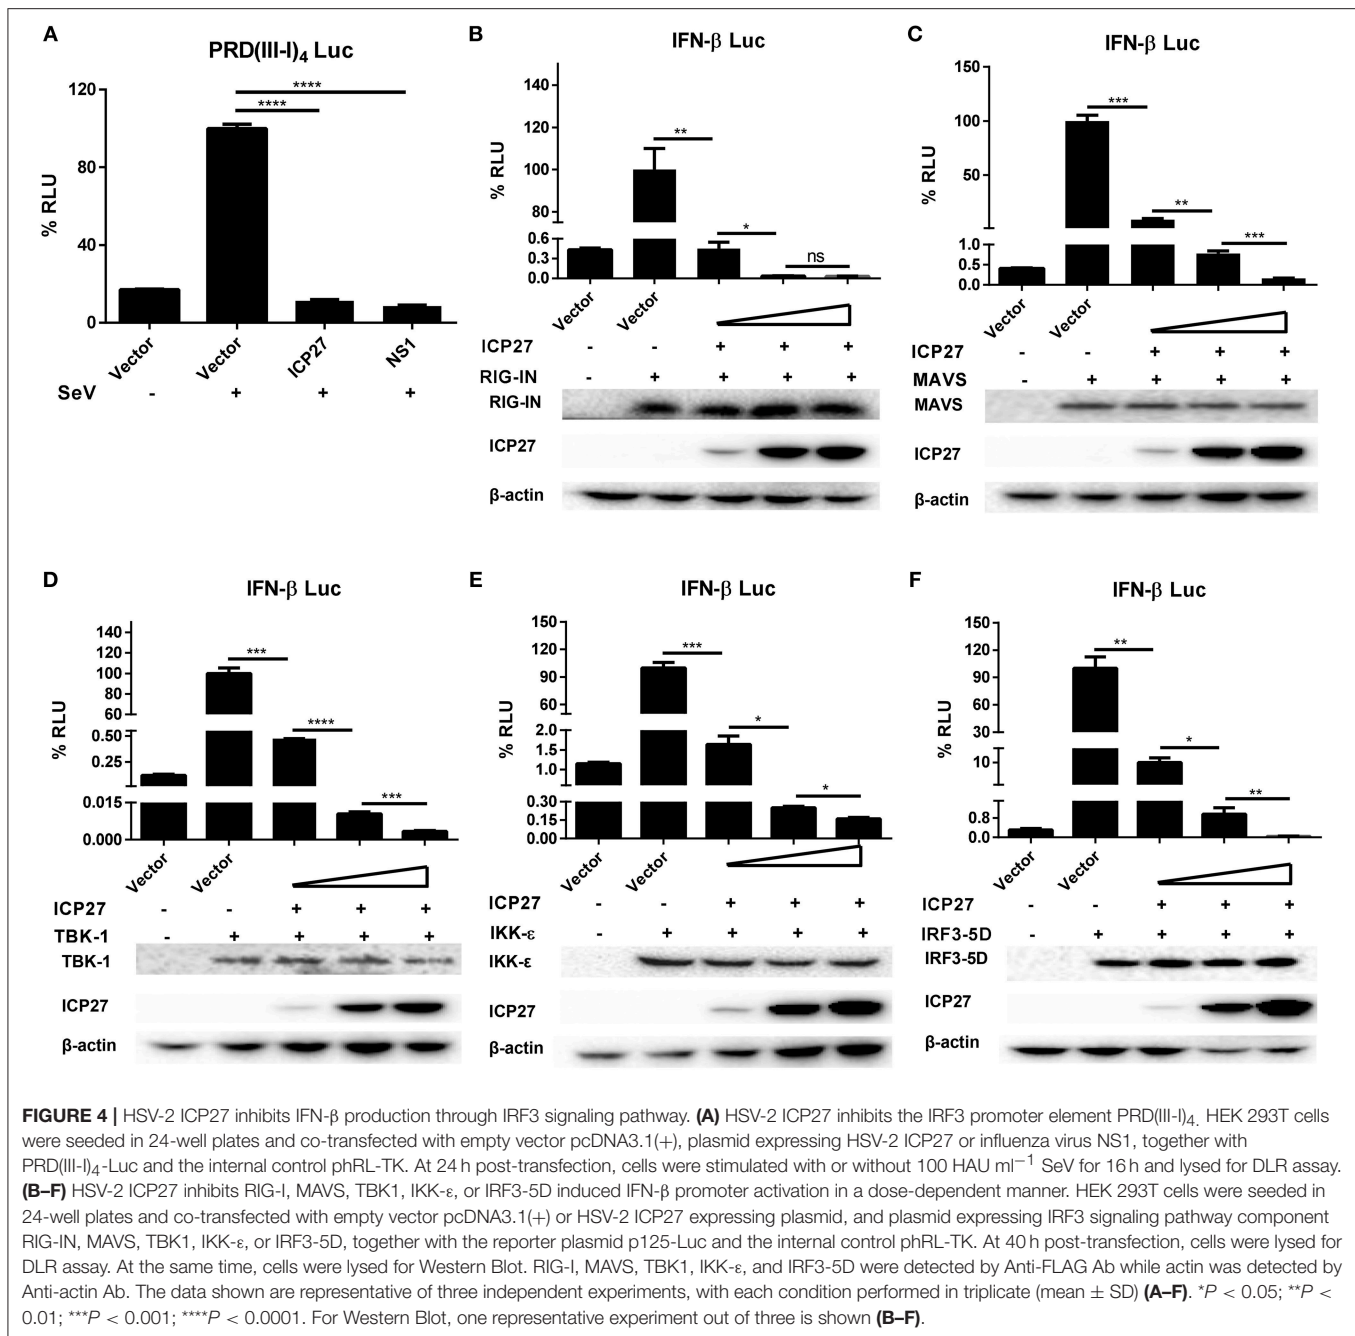 A
PRD(III-I)4 Luc
% RLU
120
80
40
0
****
****
Vector
Vector
ICP27
NS1
SeV - + + +
B
IFN-β Luc
% RLU
140
120
100
80
0.6
0.3
0.0
**
*
ns
Vector
Vector
ICP27 - - + + +
RIG-IN - + + + +
RIG-IN
ICP27
β-actin
C
IFN-β Luc
% RLU
150
100
50
1.0
0.5
0.0
***
**
***
Vector
Vector
ICP27 - - + + +
MAVS - + + + +
MAVS
ICP27
β-actin
D
IFN-β Luc
% RLU
140
120
100
80
60
0.50
0.25
0.015
0.000
***
****
***
Vector
Vector
ICP27 - - + + +
TBK-1 - + + + +
TBK-1
ICP27
β-actin
E
IFN-β Luc
% RLU
150
120
90
60
2.0
1.5
1.0
0.30
0.15
0.00
***
*
*
Vector
Vector
ICP27 - - + + +
IKK-ε - + + + +
IKK-ε
ICP27
β-actin
F
IFN-β Luc
% RLU
150
120
90
60
30
10
0.8
0.0
**
*
**
Vector
Vector
ICP27 - - + + +
IRF3-5D - + + + +
IRF3-5D
ICP27
β-actin
FIGURE 4 | HSV-2 ICP27 inhibits IFN-β production through IRF3 signaling pathway. (A) HSV-2 ICP27 inhibits the IRF3 promoter element PRD(III-I)4. HEK 293T cells
were seeded in 24-well plates and co-transfected with empty vector pcDNA3.1(+), plasmid expressing HSV-2 ICP27 or influenza virus NS1, together with
PRD(III-I)4-Luc and the internal control phRL-TK. At 24 h post-transfection, cells were stimulated with or without 100 HAU ml−1 SeV for 16 h and lysed for DLR assay.
(B–F) HSV-2 ICP27 inhibits RIG-I, MAVS, TBK1, IKK-ε, or IRF3-5D induced IFN-β promoter activation in a dose-dependent manner. HEK 293T cells were seeded in
24-well plates and co-transfected with empty vector pcDNA3.1(+) or HSV-2 ICP27 expressing plasmid, and plasmid expressing IRF3 signaling pathway component
RIG-IN, MAVS, TBK1, IKK-ε, or IRF3-5D, together with the reporter plasmid p125-Luc and the internal control phRL-TK. At 40 h post-transfection, cells were lysed for
DLR assay. At the same time, cells were lysed for Western Blot. RIG-I, MAVS, TBK1, IKK-ε, and IRF3-5D were detected by Anti-FLAG Ab while actin was detected by
Anti-actin Ab. The data shown are representative of three independent experiments, with each condition performed in triplicate (mean ± SD) (A–F). *P < 0.05; **P <
0.01; ***P < 0.001; ****P < 0.0001. For Western Blot, one representative experiment out of three is shown (B–F).